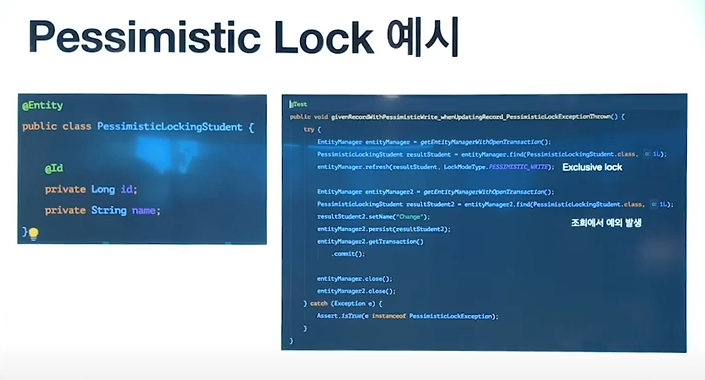 Pessimistic Lock 예시
@Entity
public class PessimisticLockingStudent {
@Id
private Long id;
private String name;
}
@Test
public void givenRecordWithPessimisticWrite_whenUpdatingRecord_PessimisticLockExceptionThrown() {
try {
EntityManager entityManager = getEntityManagerWithOpenTransaction();
PessimisticLockingStudent resultStudent = entityManager.find(PessimisticLockingStudent.class, 1L);
entityManager.refresh(resultStudent, LockModeType.PESSIMISTIC_WRITE); Exclusive lock
EntityManager entityManager2 = getEntityManagerWithOpenTransaction();
PessimisticLockingStudent resultStudent2 = entityManager2.find(PessimisticLockingStudent.class, 1L);
resultStudent2.setName("Change"); 조회에서 예외 발생
entityManager2.persist(resultStudent2);
entityManager2.getTransaction()
.commit();
entityManager.close();
entityManager2.close();
} catch (Exception e) {
Assert.isTrue(e instanceof PessimisticLockException);
}
}